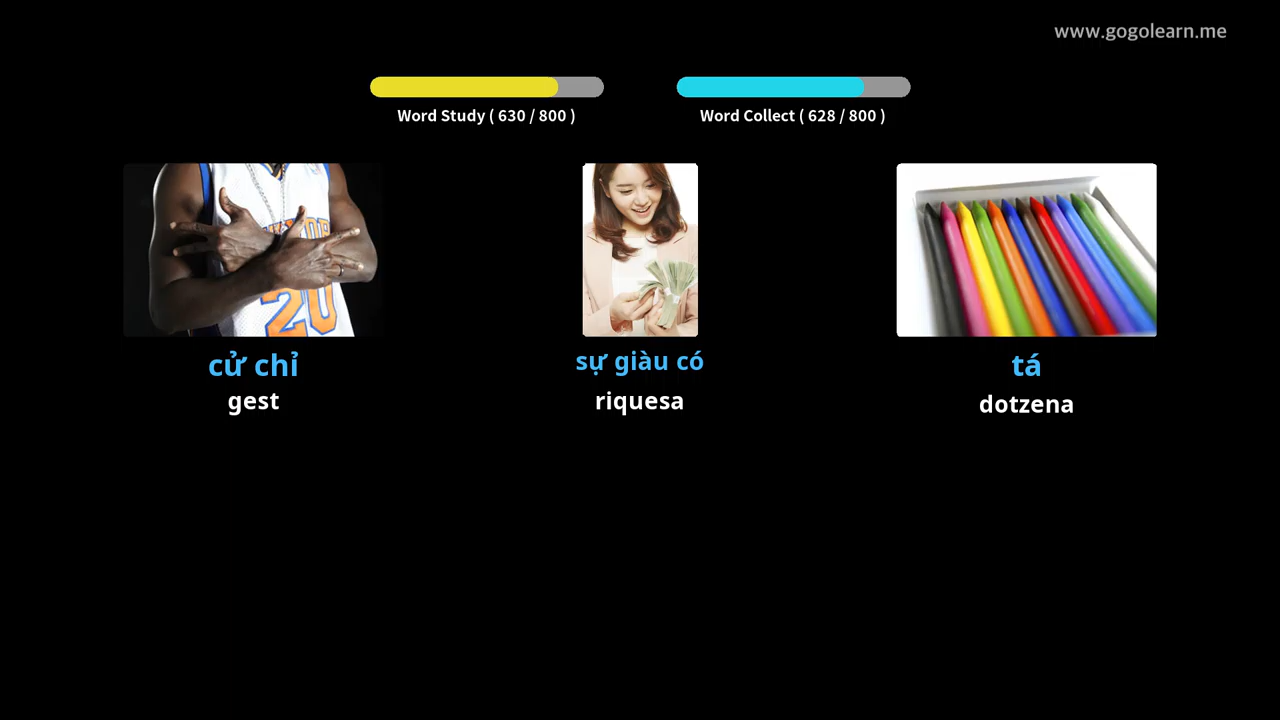 www.gogolearn.me
Word Study ( 630 / 800 )
Word Collect ( 628 / 800 )
20
cử chỉ
sự giàu có
tá
gest
riquesa
dotzena